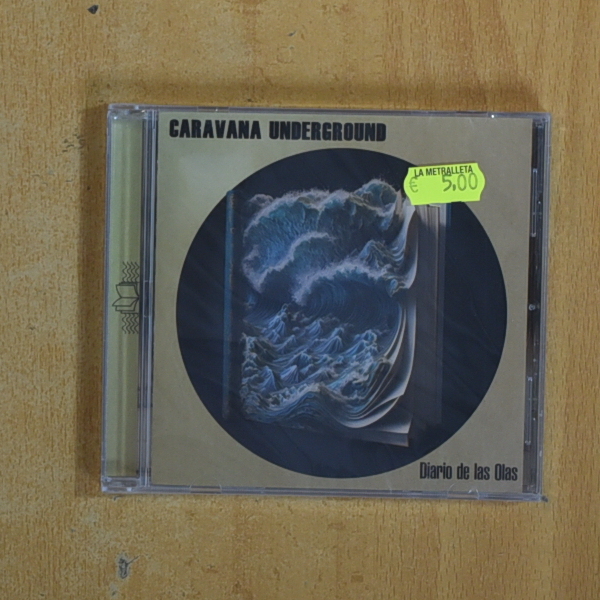 CARAVANA UNDERGROUND
LA METRALLETA
€ 5,00
Diario de las Olas